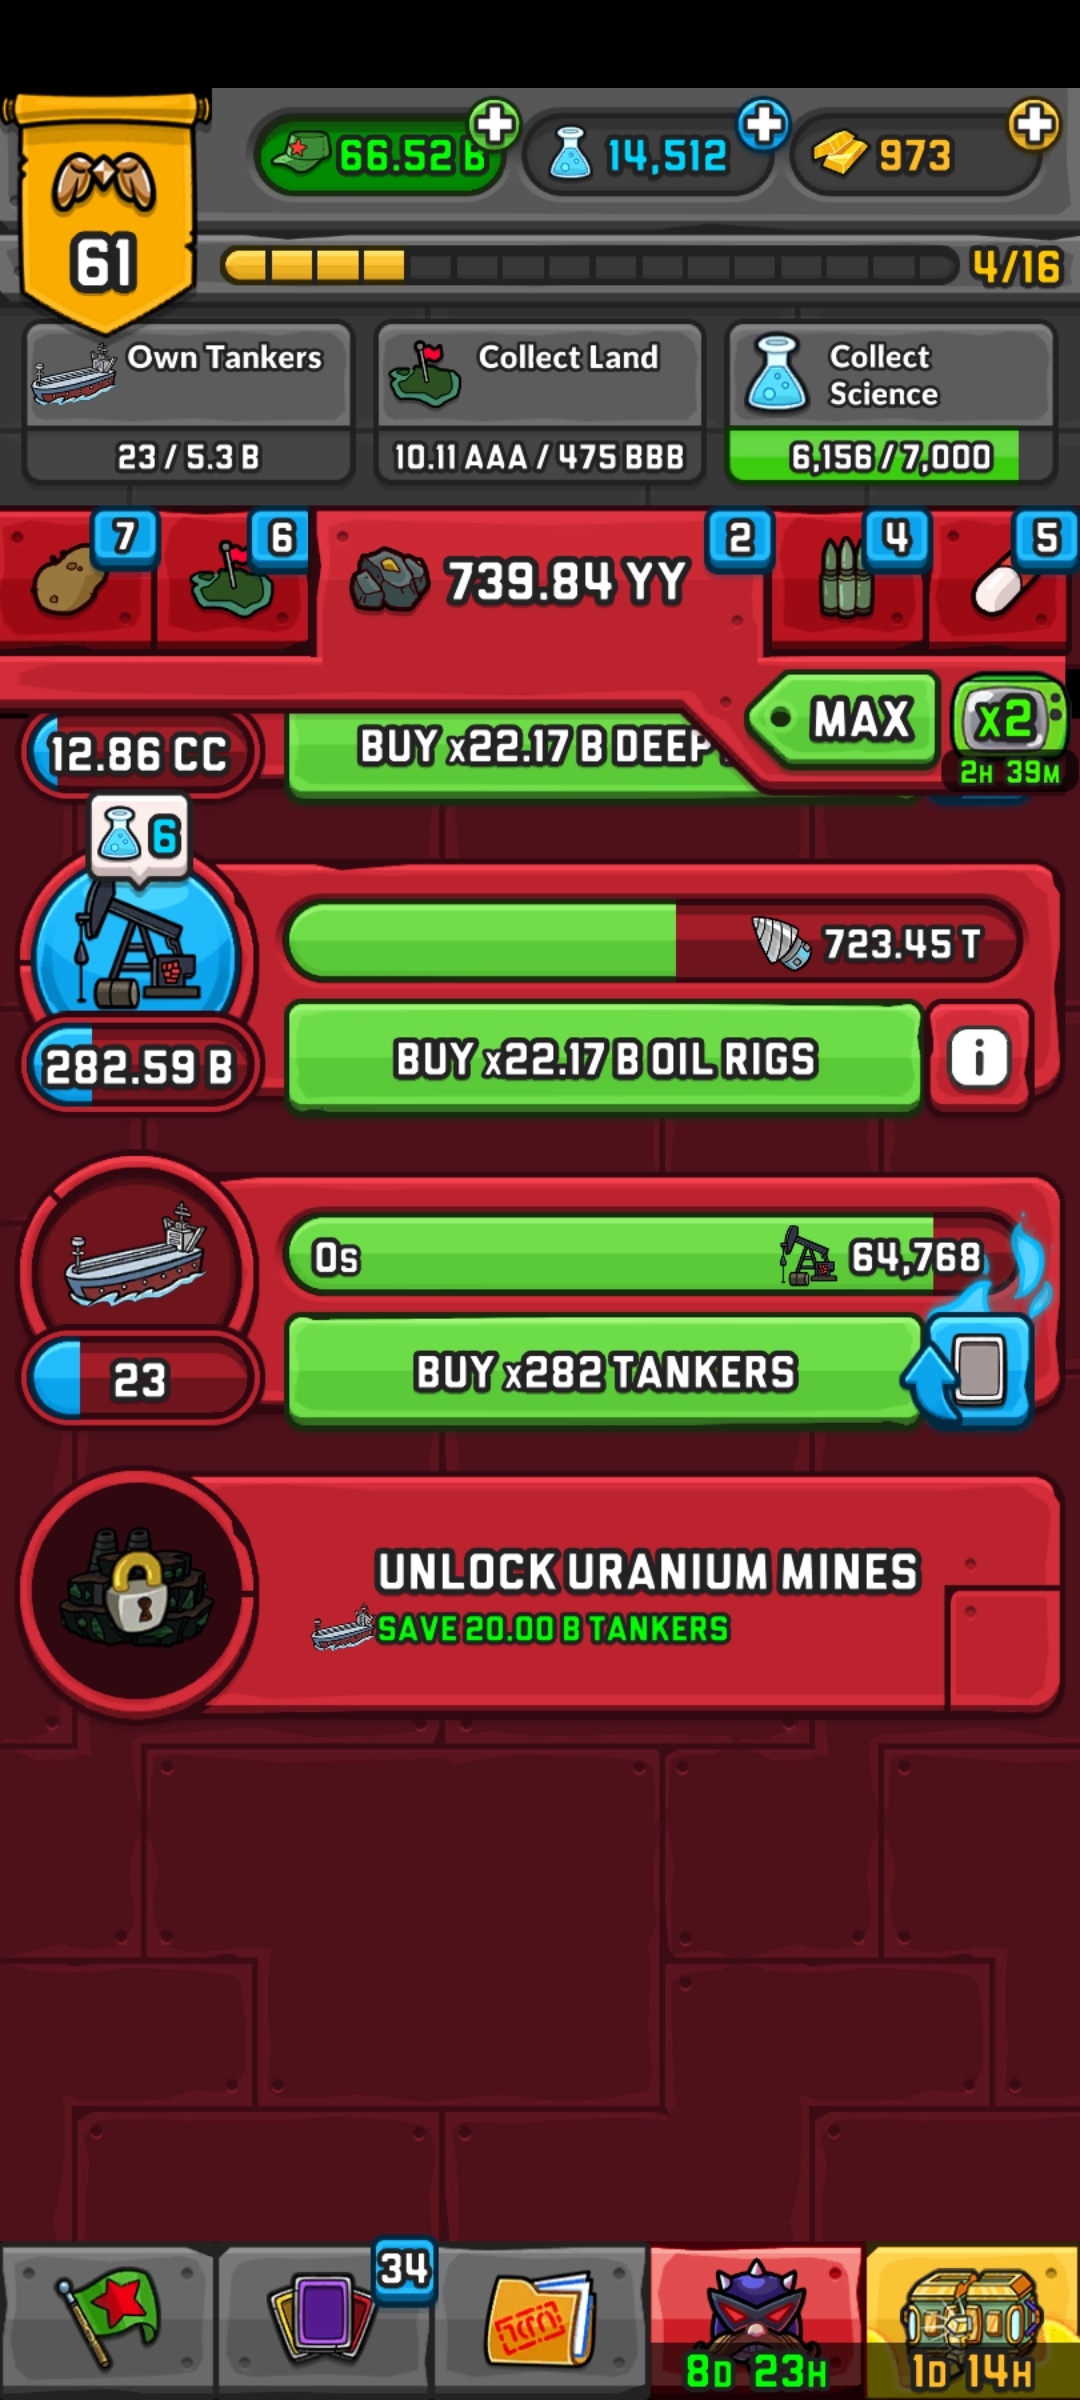 66.52 B
14,512
973
61
4/16
Own Tankers
23 / 5.3 B
Collect Land
10.11 AAA / 475 BBB
Collect
Science
6,156 / 7,000
7
6
739.84 YY
2
4
5
MAX
x2
2H 39M
12.86 CC
BUY x22.17 B DEEP
6
723.45 T
BUY x22.17 B OIL RIGS
i
282.59 B
0s
64,768
BUY x282 TANKERS
23
UNLOCK URANIUM MINES
SAVE 20.00 B TANKERS
34
8D 23H
1D 14H